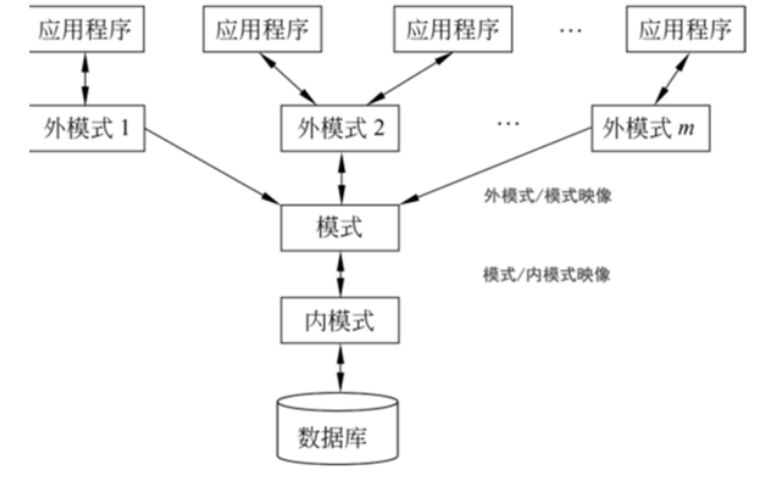 应用程序 应用程序 应用程序 … 应用程序
外模式 1 外模式 2 … 外模式 m
外模式/模式映像
模式
模式/内模式映像
内模式
数据库